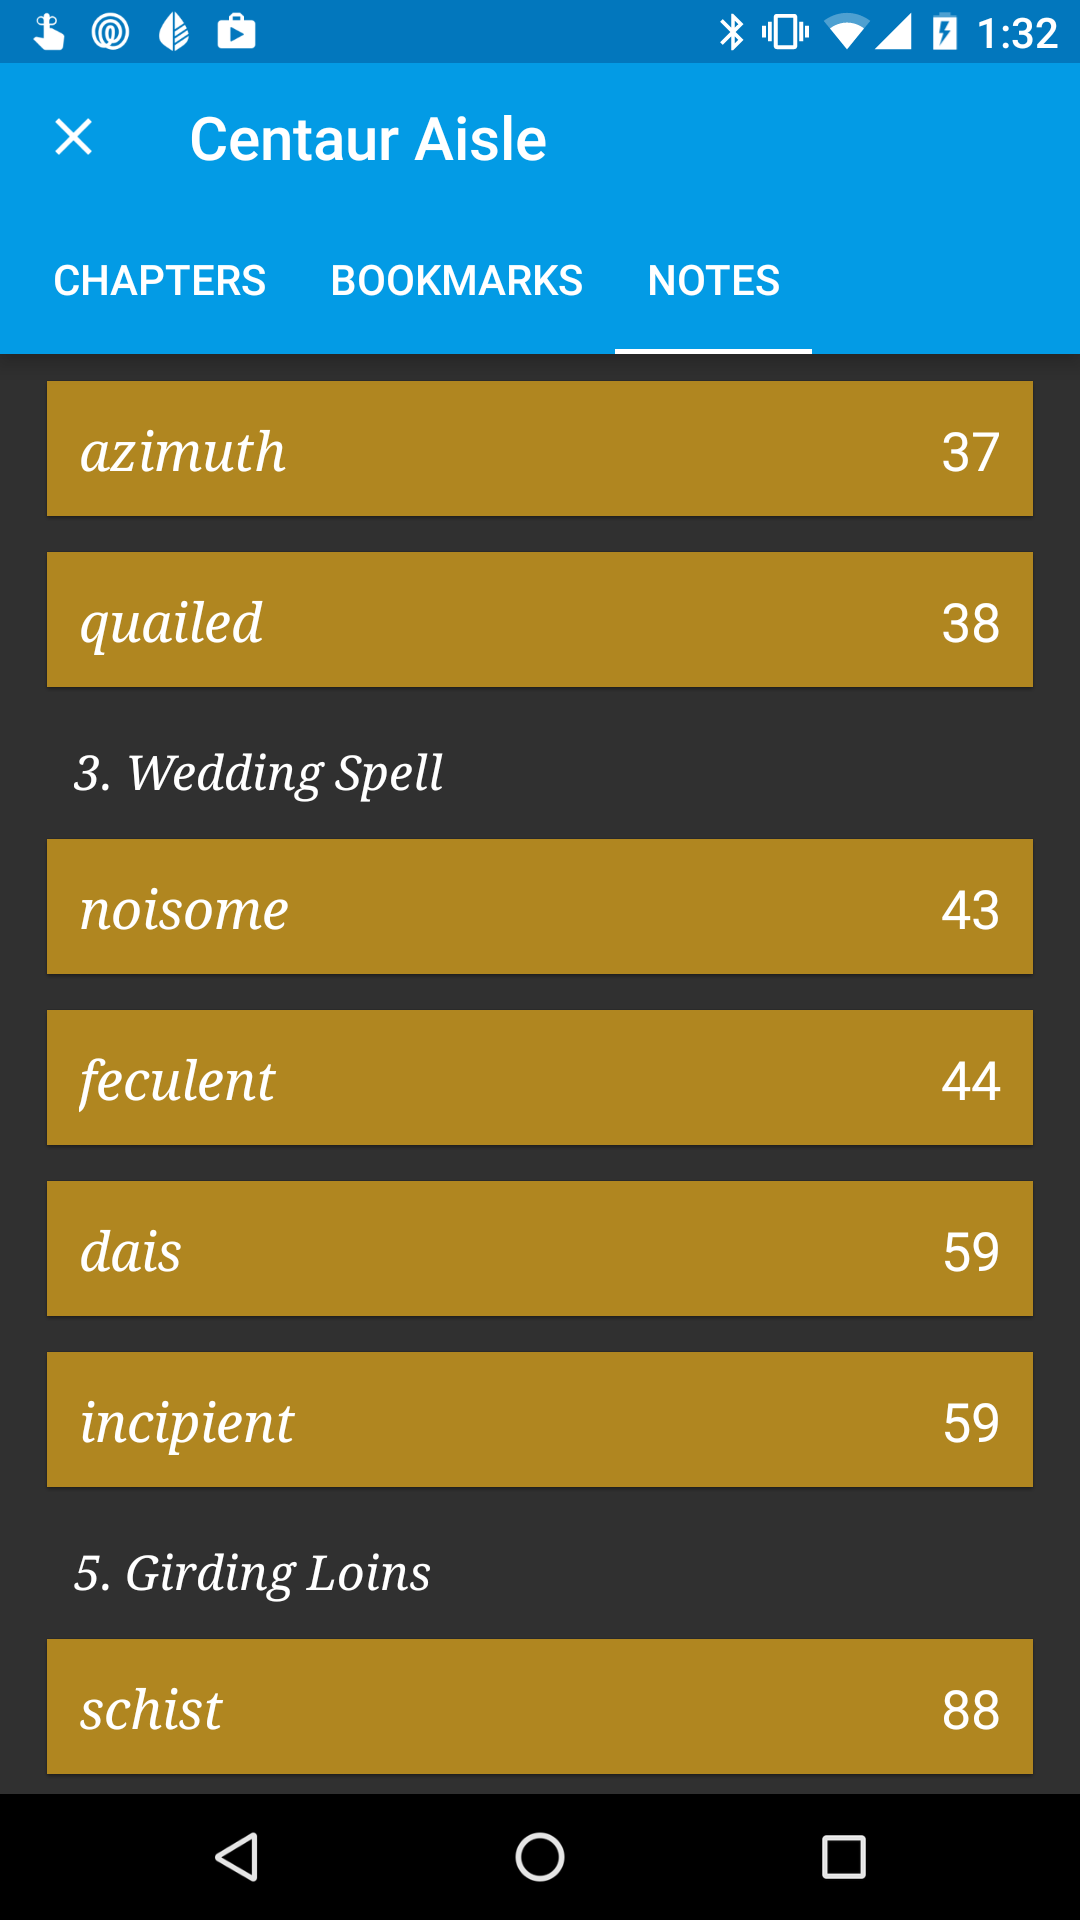 1:32
Centaur Aisle
CHAPTERS BOOKMARKS NOTES
azimuth 37
quailed 38
3. Wedding Spell
noisome 43
feculent 44
dais 59
incipient 59
5. Girding Loins
schist 88